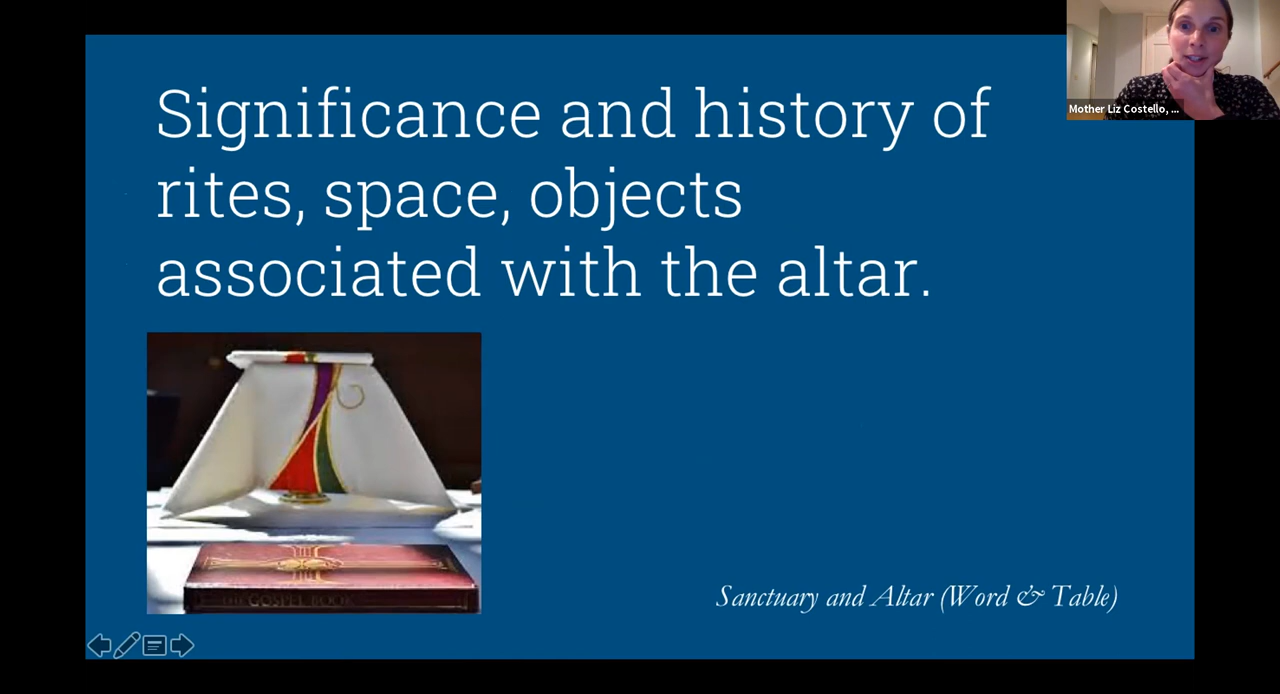 Significance and history of
rites, space, objects
associated with the altar.
Mother Liz Costello, ...
THE GOSPEL BOOK
Sanctuary and Altar (Word & Table)